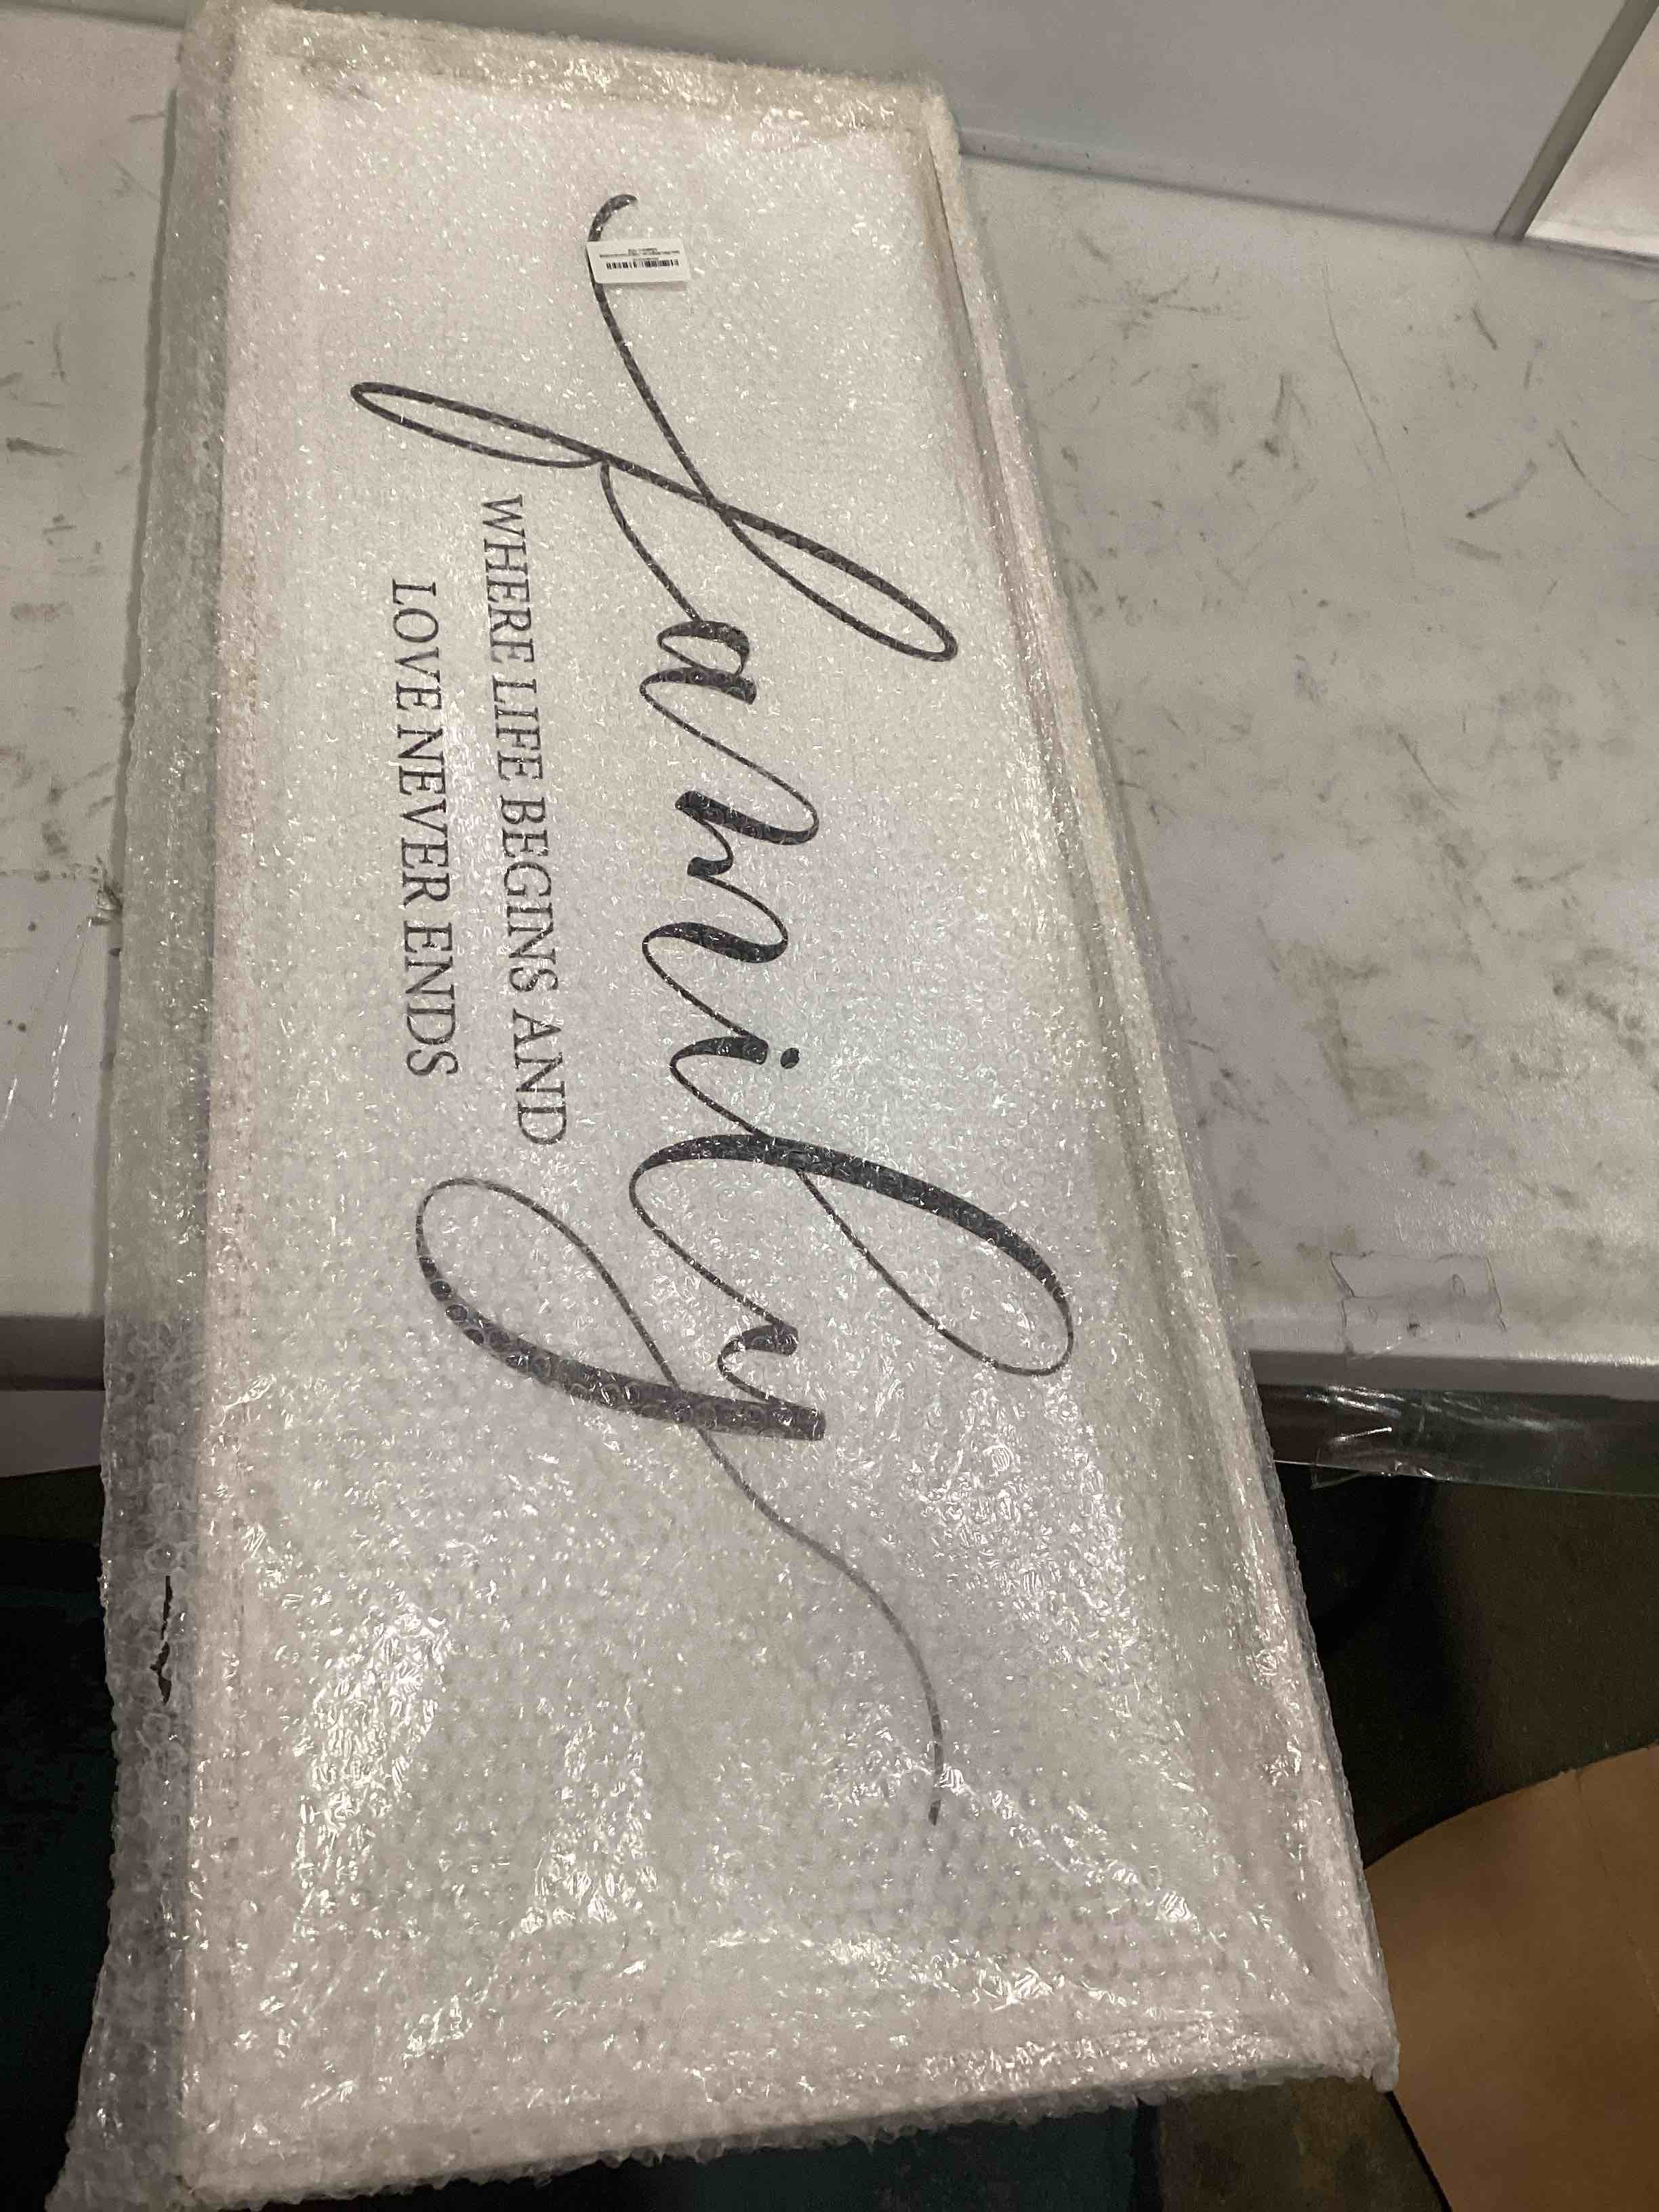 family
WHERE LIFE BEGINS AND
LOVE NEVER ENDS